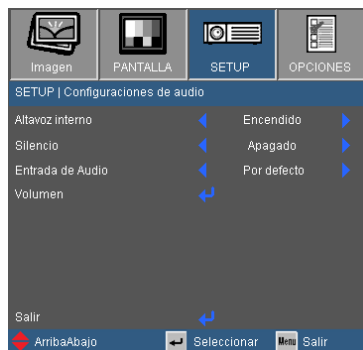 Imagen PANTALLA SETUP OPCIONES
SETUP | Configuraciones de audio
Altavoz interno Encendido
Silencio Apagado
Entrada de Audio Por defecto
Volumen
Salir
ArribaAbajo Seleccionar Menu Salir